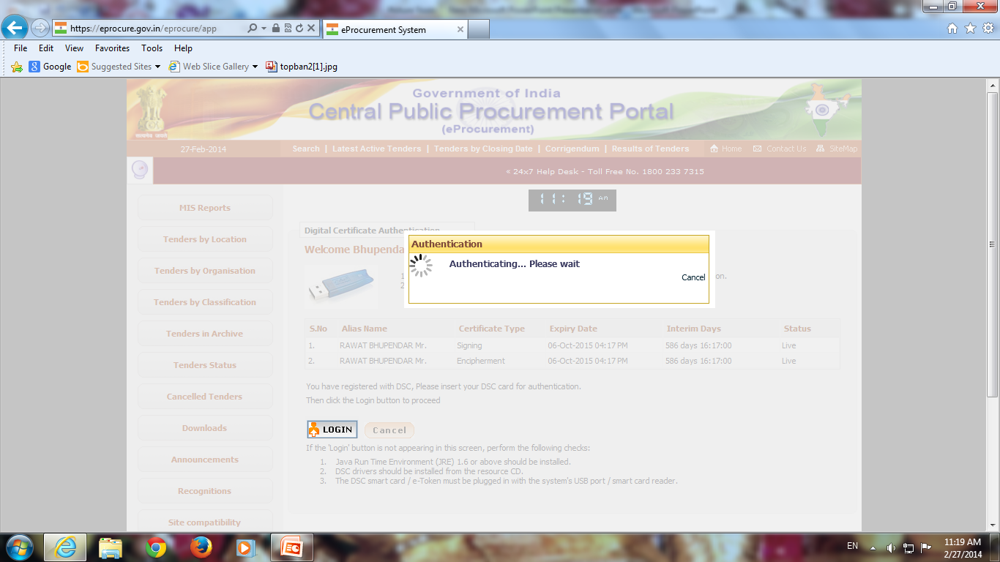 https://eprocure.gov.in/eprocure/app
eProcurement System
File Edit View Favorites Tools Help
Google Suggested Sites Web Slice Gallery topban2[1].jpg
Government of India
Central Public Procurement Portal
(eProcurement)
27-Feb-2014 Search | Latest Active Tenders | Tenders by Closing Date | Corrigendum | Results of Tenders Home Contact Us SiteMap
« 24x7 Help Desk - Toll Free No. 1800 233 7315
11:19 AM
MIS Reports
Tenders by Location
Tenders by Organisation
Tenders by Classification
Tenders in Archive
Tenders Status
Cancelled Tenders
Downloads
Announcements
Recognitions
Site compatibility
Digital Certificate Authentication
Welcome Bhupenda
1
2
on.
Authentication
Authenticating... Please wait
Cancel
S.No Alias Name Certificate Type Expiry Date Interim Days Status
1. RAWAT BHUPENDAR Mr. Signing 06-Oct-2015 04:17 PM 586 days 16:17:00 Live
2. RAWAT BHUPENDAR Mr. Encipherment 06-Oct-2015 04:17 PM 586 days 16:17:00 Live
You have registered with DSC, Please insert your DSC card for authentication.
Then click the Login button to proceed
LOGIN Cancel
If the 'Login' button is not appearing in this screen, perform the following checks:
1. Java Run Time Environment (JRE) 1.6 or above should be installed.
2. DSC drivers should be installed from the resource CD.
3. The DSC smart card / e-Token must be plugged in with the system's USB port / smart card reader.
EN
11:19 AM
2/27/2014